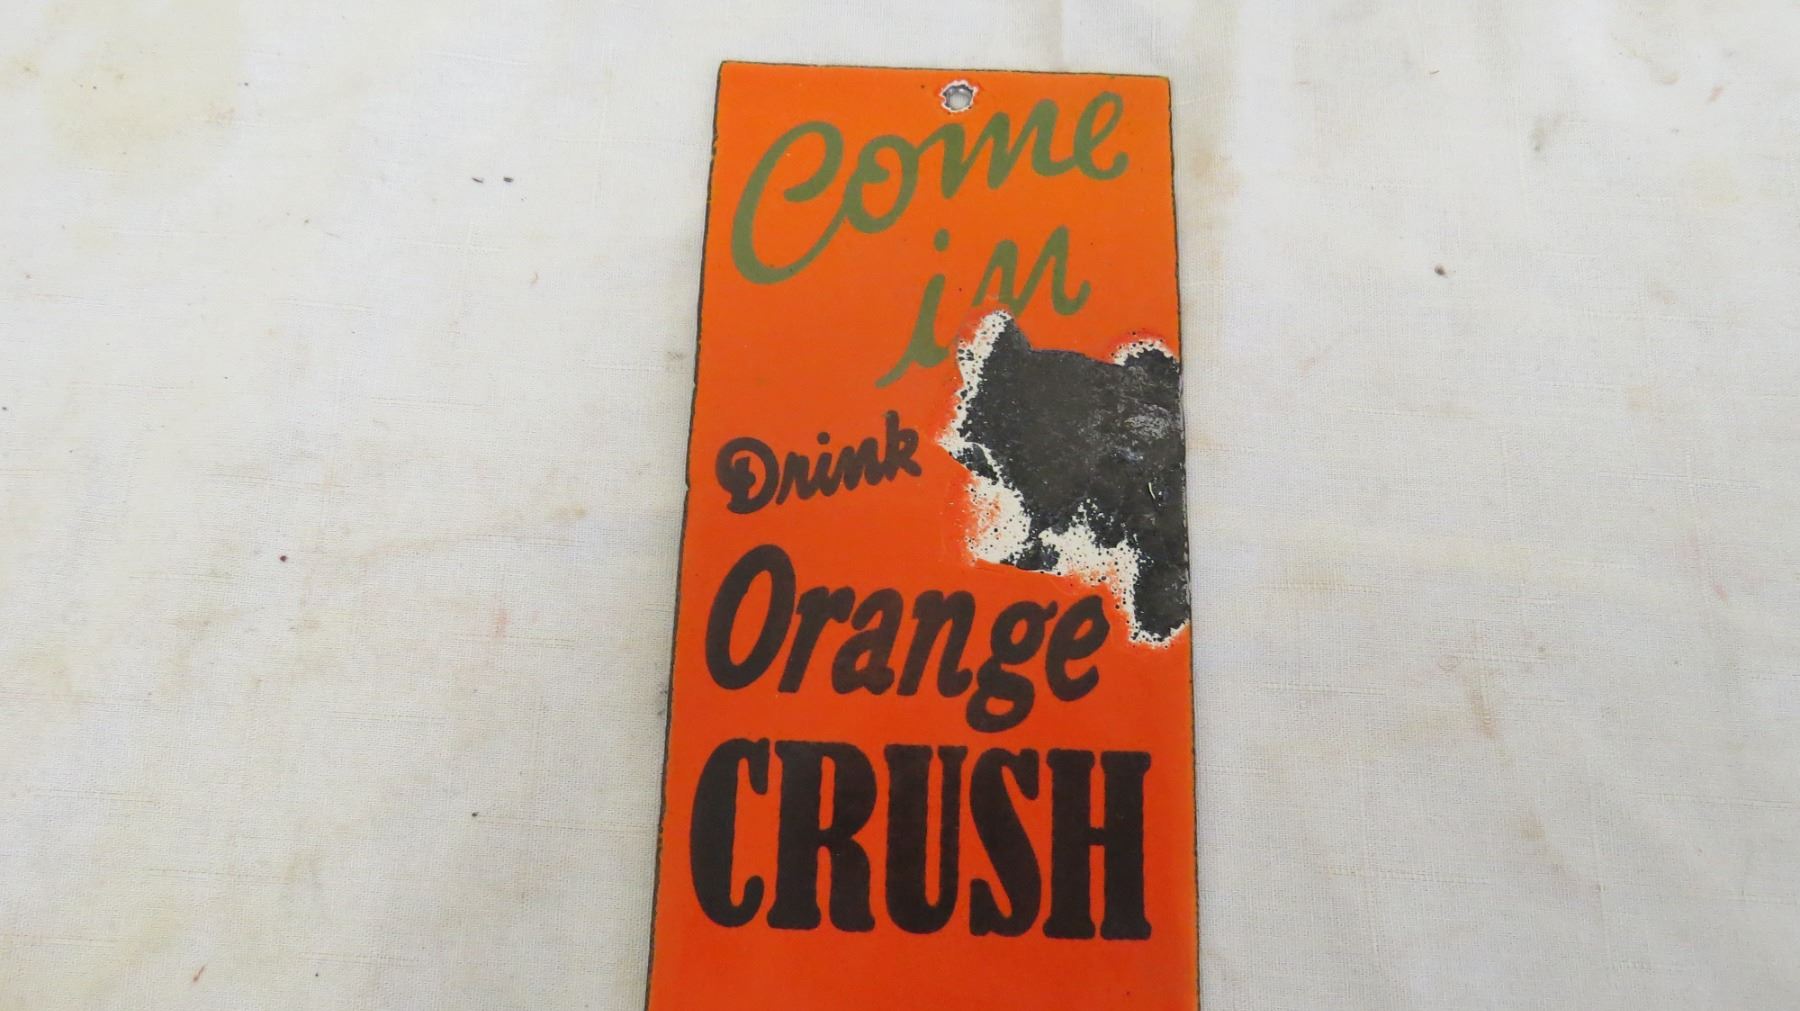 Come
in
Drink
Orange
CRUSH